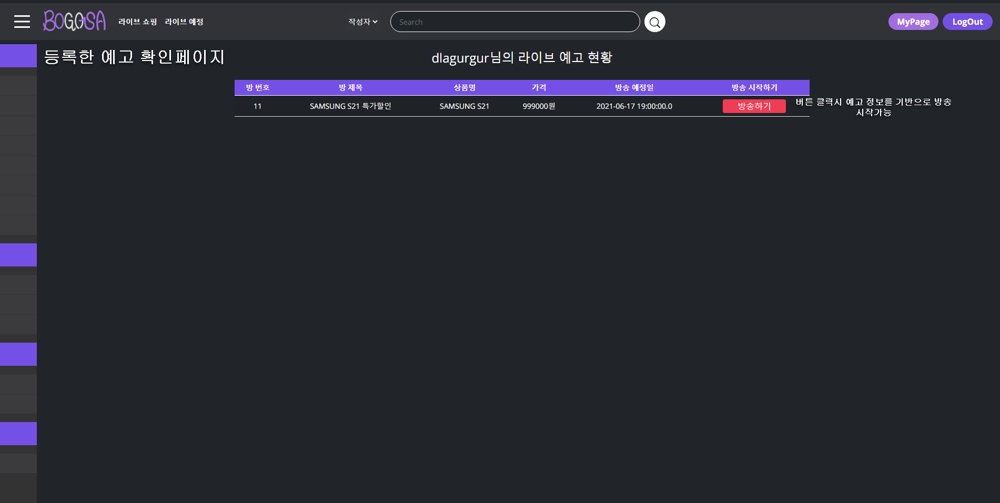 BOGOSA 라이브 쇼핑 라이브 예정 작성자 Search MyPage LogOut
등록한 예고 확인페이지
dlagurgur님의 라이브 예고 현황
방 번호 방 제목 상품명 가격 방송 예정일 방송 시작하기
11 SAMSUNG S21 특가할인 SAMSUNG S21 999000원 2021-06-17 19:00:00.0 방송하기
버튼 클릭시 예고 정보를 기반으로 방송
시작가능